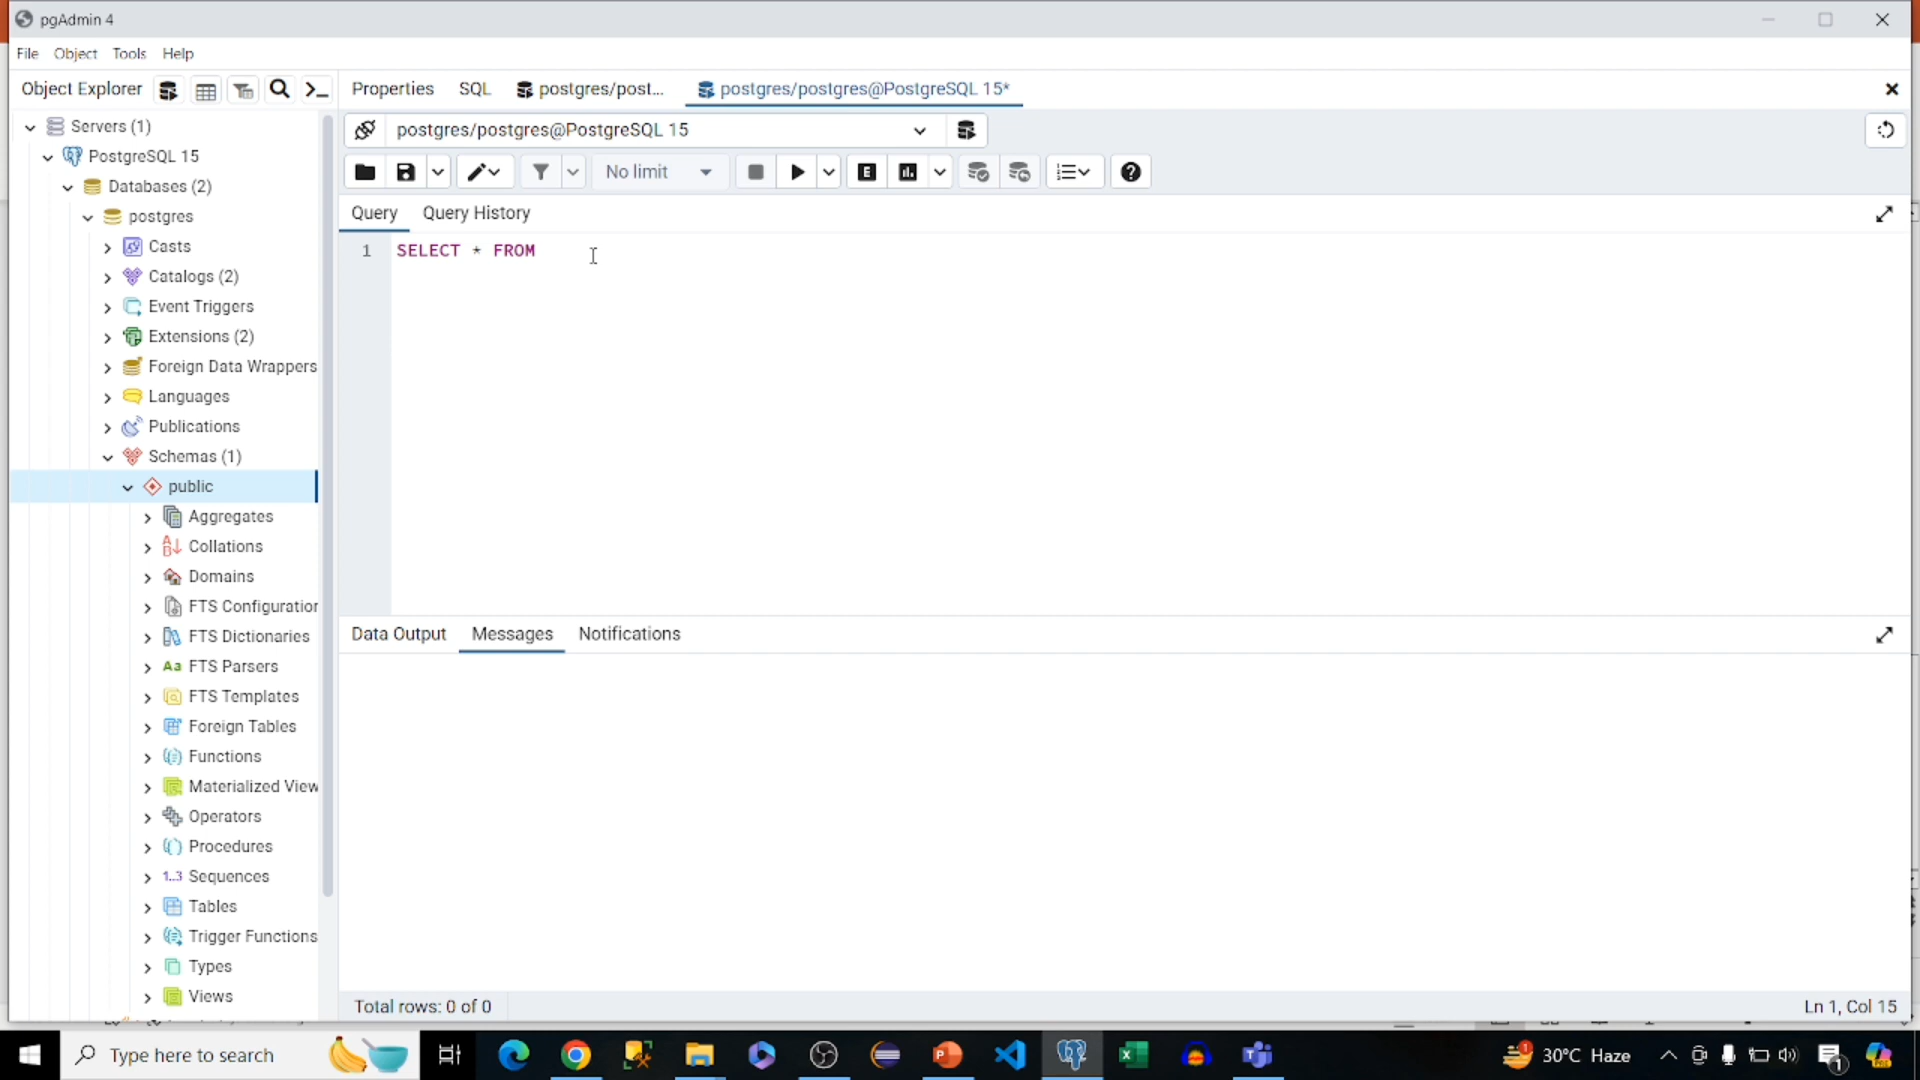 pgAdmin 4
File Object Tools Help
Object Explorer
Properties SQL postgres/post... postgres/postgres@PostgreSQL 15*
postgres/postgres@PostgreSQL 15
No limit
E
Query Query History
1 SELECT * FROM
Servers (1)
PostgreSQL 15
Databases (2)
postgres
Casts
Catalogs (2)
Event Triggers
Extensions (2)
Foreign Data Wrappers
Languages
Publications
Schemas (1)
public
Aggregates
Collations
Domains
FTS Configuration
FTS Dictionaries
Aa FTS Parsers
FTS Templates
Foreign Tables
Functions
Materialized View
Operators
Procedures
1..3 Sequences
Tables
Trigger Functions
Types
Views
Data Output Messages Notifications
Total rows: 0 of 0
Ln 1, Col 15
Type here to search
30°C Haze